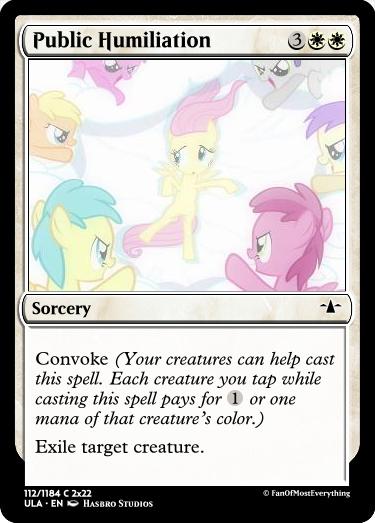 Public Humiliation 3
Sorcery
Convoke (Your creatures can help cast
this spell. Each creature you tap while
casting this spell pays for 1 or one
mana of that creature's color.)
Exile target creature.
112/1184 C 2x22
ULA • EN Hasbro Studios
© FanOfMostEverything